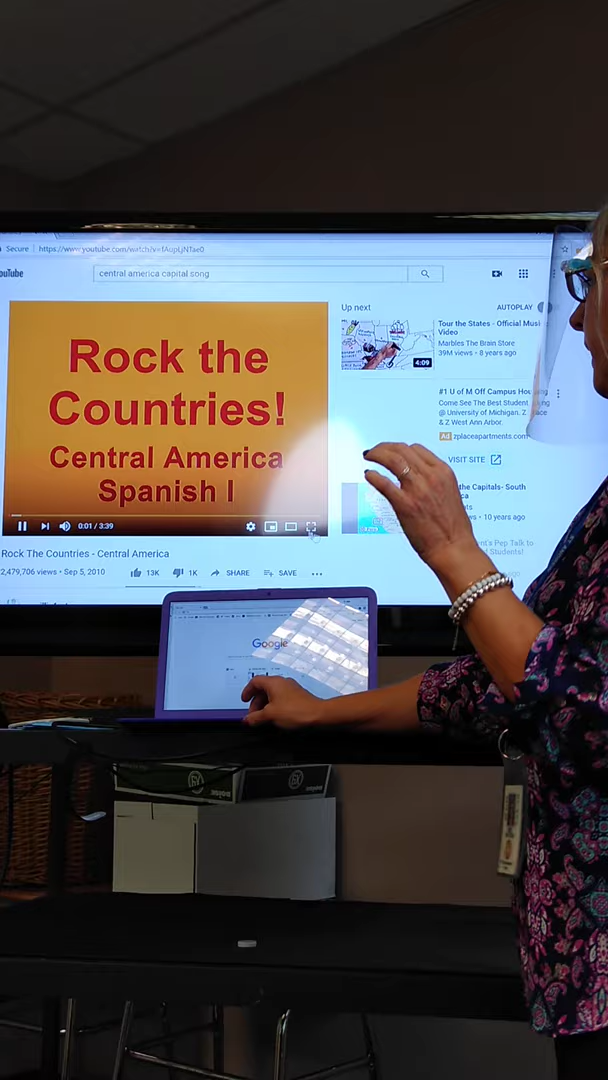 Secure
https://www.youtube.com/watch?v=fAupLjNTae0
central america capital song
Rock the
Countries!
Central America
Spanish I
0:01 / 3:39
Rock The Countries - Central America
2,479,706 views • Sep 5, 2010
13K
1K
SHARE
SAVE
Up next
AUTOPLAY
4:09
Tour the States - Official Music
Video
Marbles The Brain Store
39M views • 8 years ago
#1 U of M Off Campus
Come See The Best Student
@ University of Michigan. Z
& Z West Ann Arbor.
Ad zplaceapartments.com
VISIT SITE
the Capitals- South
10 years ago
Google